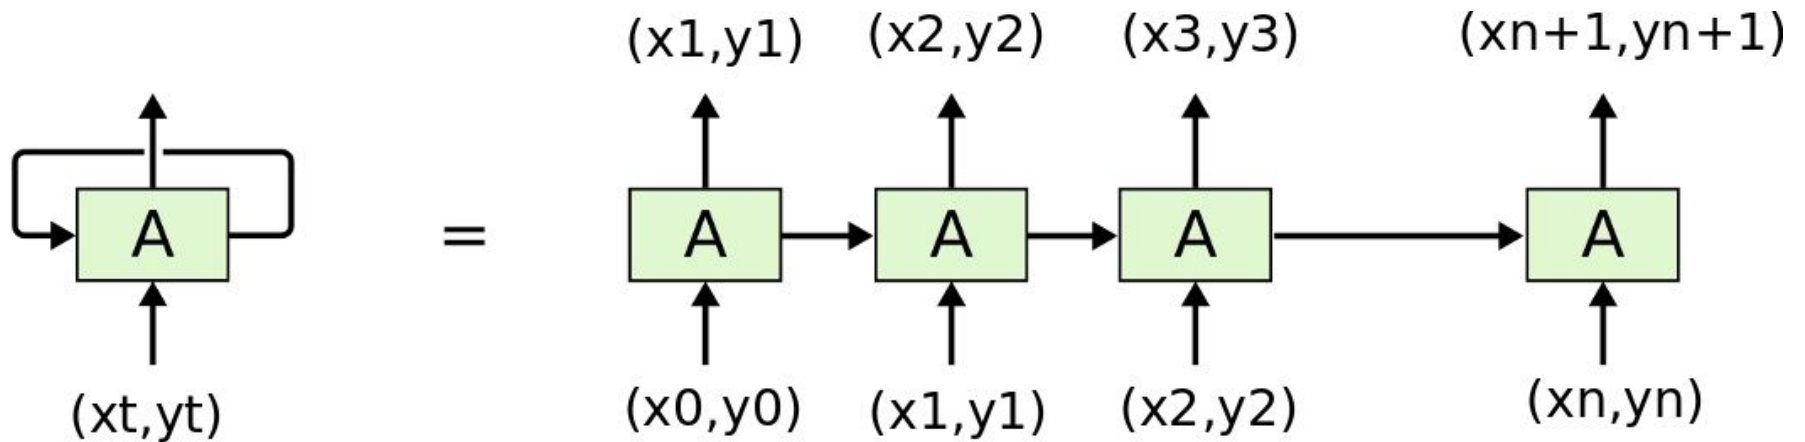 (x1,y1) (x2,y2) (x3,y3) (xn+1,yn+1)
A = A A A A
(xt,yt) (x0,y0) (x1,y1) (x2,y2) (xn,yn)